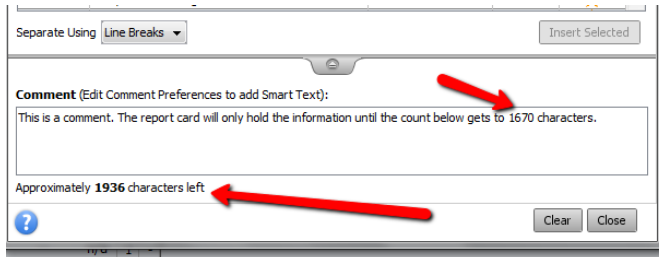 Separate Using Line Breaks Insert Selected
Comment (Edit Comment Preferences to add Smart Text):
This is a comment. The report card will only hold the information until the count below gets to 1670 characters.
Approximately 1936 characters left
? Clear Close
n/a 1 -